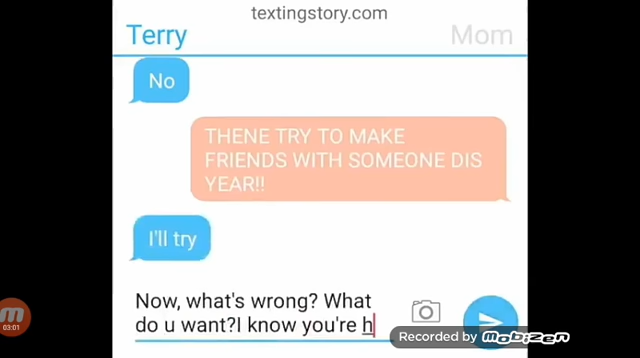 textingstory.com
Terry
Mom
No
THENE TRY TO MAKE
FRIENDS WITH SOMEONE DIS
YEAR!!
I'll try
Now, what's wrong? What
do u want?I know you're h
Recorded by Mobizen
03:01